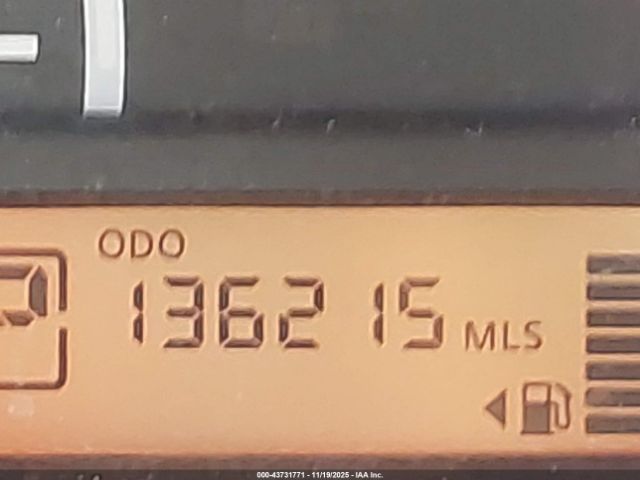 ODO
P 136215 MLS
000-43731771 - 11/19/2025 - IAA Inc.